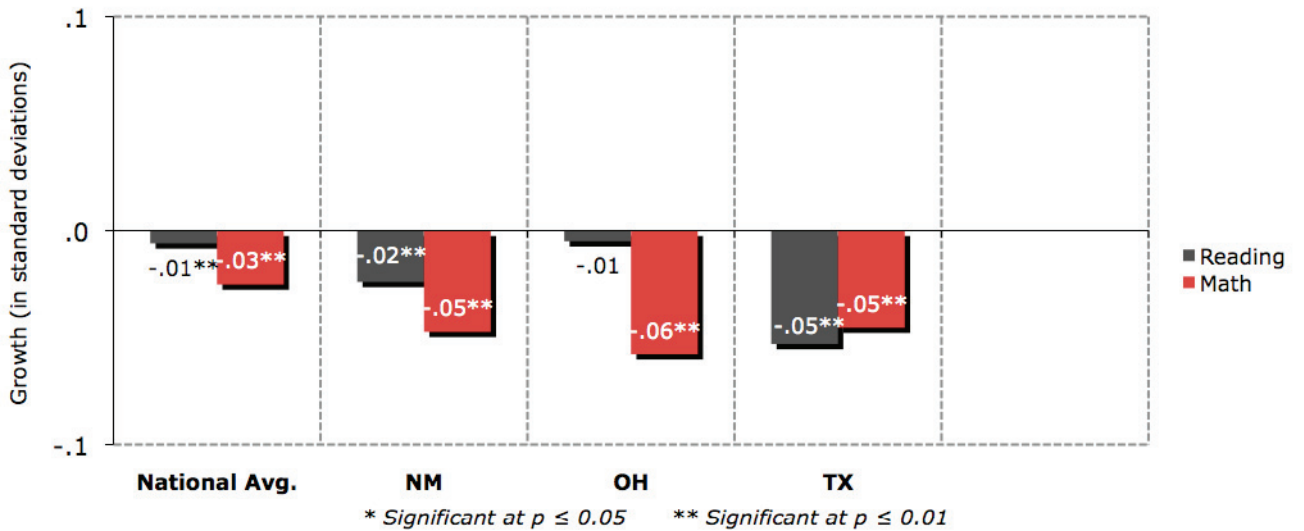 .1
Growth (in standard deviations)
.0
-.1
-.01**
-.03**
-.02**
-.05**
-.01
-.06**
-.05**
-.05**
Reading
Math
National Avg. NM OH TX
* Significant at p ≤ 0.05 ** Significant at p ≤ 0.01